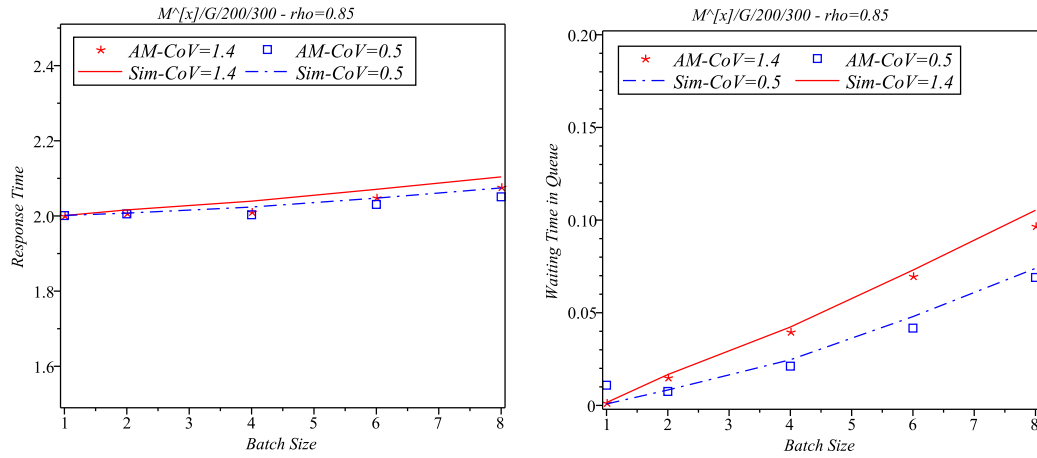 M^[x]/G/200/300 - rho=0.85
AM-CoV=1.4 AM-CoV=0.5
Sim-CoV=1.4 Sim-CoV=0.5
Response Time
2.4
2.2
2.0
1.8
1.6
1 2 3 4 5 6 7 8
Batch Size
M^[x]/G/200/300 - rho=0.85
AM-CoV=1.4 AM-CoV=0.5
Sim-CoV=0.5 Sim-CoV=1.4
Waiting Time in Queue
0.20
0.15
0.10
0.05
0
1 2 3 4 5 6 7 8
Batch Size